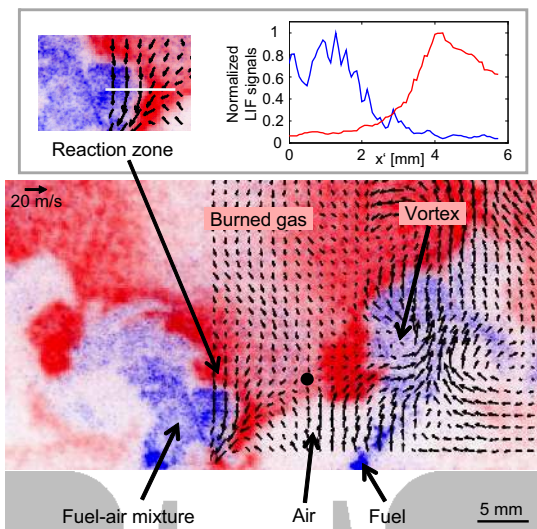 Normalized
LIF signals
1
0.8
0.6
0.4
0.2
0
0
2
4
6
x' [mm]
Reaction zone
20 m/s
Burned gas
Vortex
Fuel-air mixture
Air
Fuel
5 mm